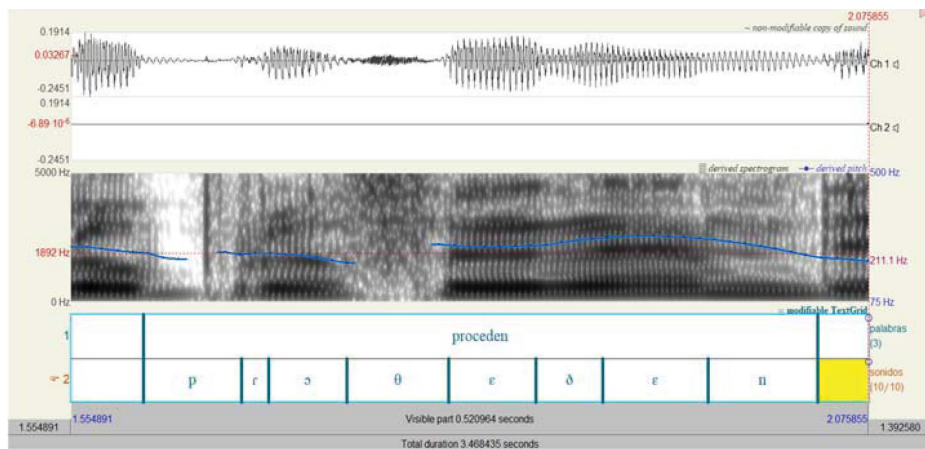 2.075855
~ non-modifiable copy of sound
0.1914
0.03267
Ch 1
-0.2451
0.1914
-6.89·10⁻⁶
Ch 2
-0.2451
derived spectrogram derived pitch
5000 Hz 500 Hz
1892 Hz 211.1 Hz
0 Hz 75 Hz
modifiable TextGrid
1 proceden palabras
(3)
2 p ɾ ɔ θ ɛ ð ɛ n sonidos
(10/10)
1.554891 2.075855
1.554891 Visible part 0.520964 seconds 1.392580
Total duration 3.468435 seconds